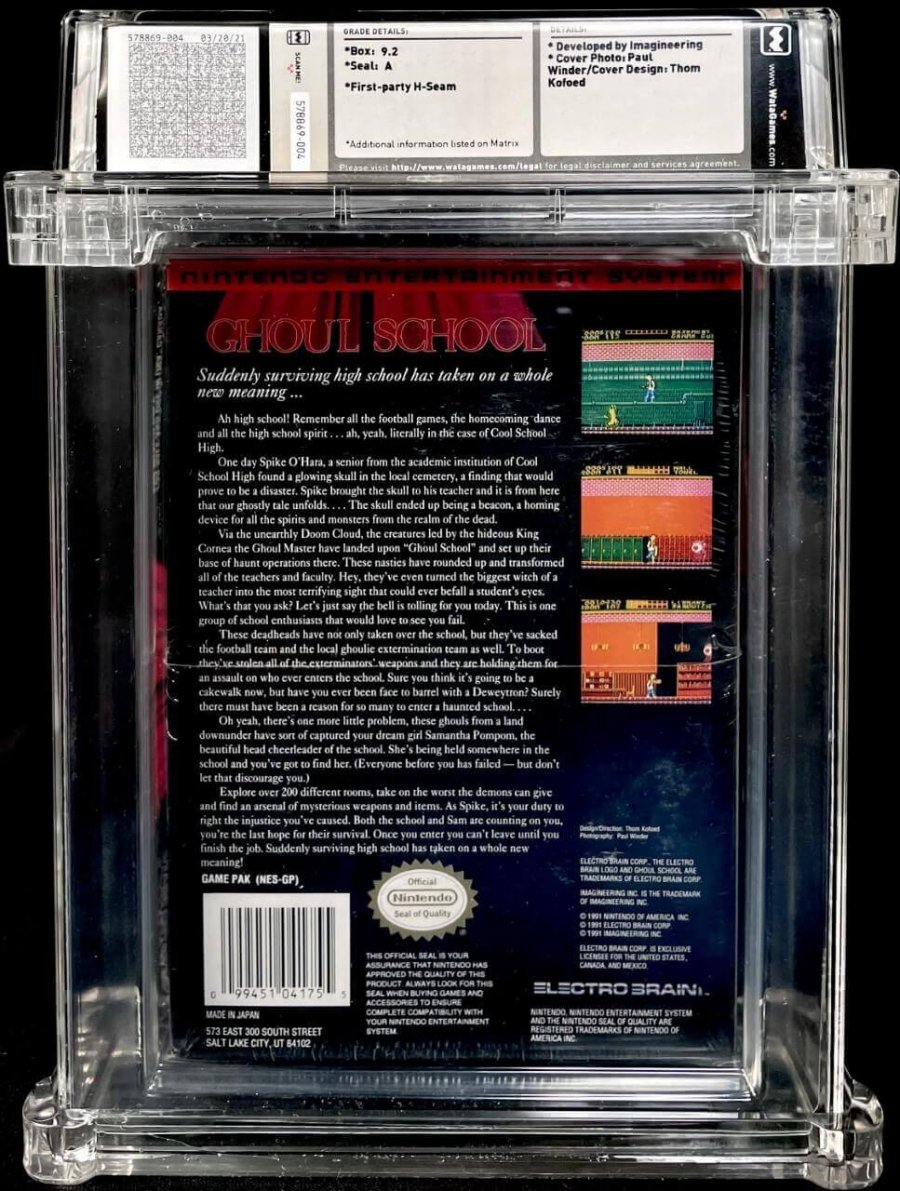 578869-004 03/20/21
SCAN ME!
578869-004
GRADE DETAILS:
*Box: 9.2
*Seal: A
*First-party H-Seam
*Additional information listed on Matrix
DETAILS:
* Developed by Imagineering
* Cover Photo: Paul
Winder/Cover Design: Thom
Kofoed
www.WataGames.com
Please visit http://www.watagames.com/legal for legal disclaimer and services agreement.
NINTENDO ENTERTAINMENT SYSTEM
GHOUL SCHOOL
Suddenly surviving high school has taken on a whole
new meaning ...
Ah high school! Remember all the football games, the homecoming dance
and all the high school spirit . . . ah, yeah, literally in the case of Cool School
High.
One day Spike O'Hara, a senior from the academic institution of Cool
School High found a glowing skull in the local cemetery, a finding that would
prove to be a disaster. Spike brought the skull to his teacher and it is from here
that our ghostly tale unfolds. . . . The skull ended up being a beacon, a homing
device for all the spirits and monsters from the realm of the dead.
Via the unearthly Doom Cloud, the creatures led by the hideous King
Cornea the Ghoul Master have landed upon "Ghoul School" and set up their
base of haunt operations there. These nasties have rounded up and transformed
all of the teachers and faculty. Hey, they've even turned the biggest witch of a
teacher into the most terrifying sight that could ever befall a student's eyes.
What's that you ask? Let's just say the bell is tolling for you today. This is one
group of school enthusiasts that would love to see you fail.
These deadheads have not only taken over the school, but they've sacked
the football team and the local ghoulie extermination team as well. To boot
they've stolen all of the exterminators' weapons and they are holding them for
an assault on who ever enters the school. Sure you think it's going to be a
cakewalk now, but have you ever been face to barrel with a Deweytron? Surely
there must have been a reason for so many to enter a haunted school. . . .
Oh yeah, there's one more little problem, these ghouls from a land
downunder have sort of captured your dream girl Samantha Pompom, the
beautiful head cheerleader of the school. She's being held somewhere in the
school and you've got to find her. (Everyone before you has failed — but don't
let that discourage you.)
Explore over 200 different rooms, take on the worst the demons can give
and find an arsenal of mysterious weapons and items. As Spike, it's your duty to
right the injustice you've caused. Both the school and Sam are counting on you,
you're the last hope for their survival. Once you enter you can't leave until you
finish the job. Suddenly surviving high school has taken on a whole new
meaning!
GAME PAK (NES-GP)
0 99451 04175 5
MADE IN JAPAN
573 EAST 300 SOUTH STREET
SALT LAKE CITY, UT 84102
Official
Nintendo
Seal of Quality
THIS OFFICIAL SEAL IS YOUR
ASSURANCE THAT NINTENDO HAS
APPROVED THE QUALITY OF THIS
PRODUCT. ALWAYS LOOK FOR THIS
SEAL WHEN BUYING GAMES AND
ACCESSORIES TO ENSURE
COMPLETE COMPATIBILITY WITH
YOUR NINTENDO ENTERTAINMENT
SYSTEM.
Design/Direction: Thom Kofoed
Photography: Paul Winder
ELECTRO BRAIN CORP., THE ELECTRO
BRAIN LOGO AND GHOUL SCHOOL ARE
TRADEMARKS OF ELECTRO BRAIN CORP.
IMAGINEERING INC. IS THE TRADEMARK
OF IMAGINEERING INC.
© 1991 NINTENDO OF AMERICA INC.
© 1991 ELECTRO BRAIN CORP.
© 1991 IMAGINEERING INC.
ELECTRO BRAIN CORP. IS EXCLUSIVE
LICENSEE FOR THE UNITED STATES,
CANADA, AND MEXICO.
ELECTRO BRAIN
NINTENDO, NINTENDO ENTERTAINMENT SYSTEM
AND THE NINTENDO SEAL OF QUALITY ARE
REGISTERED TRADEMARKS OF NINTENDO OF
AMERICA INC.